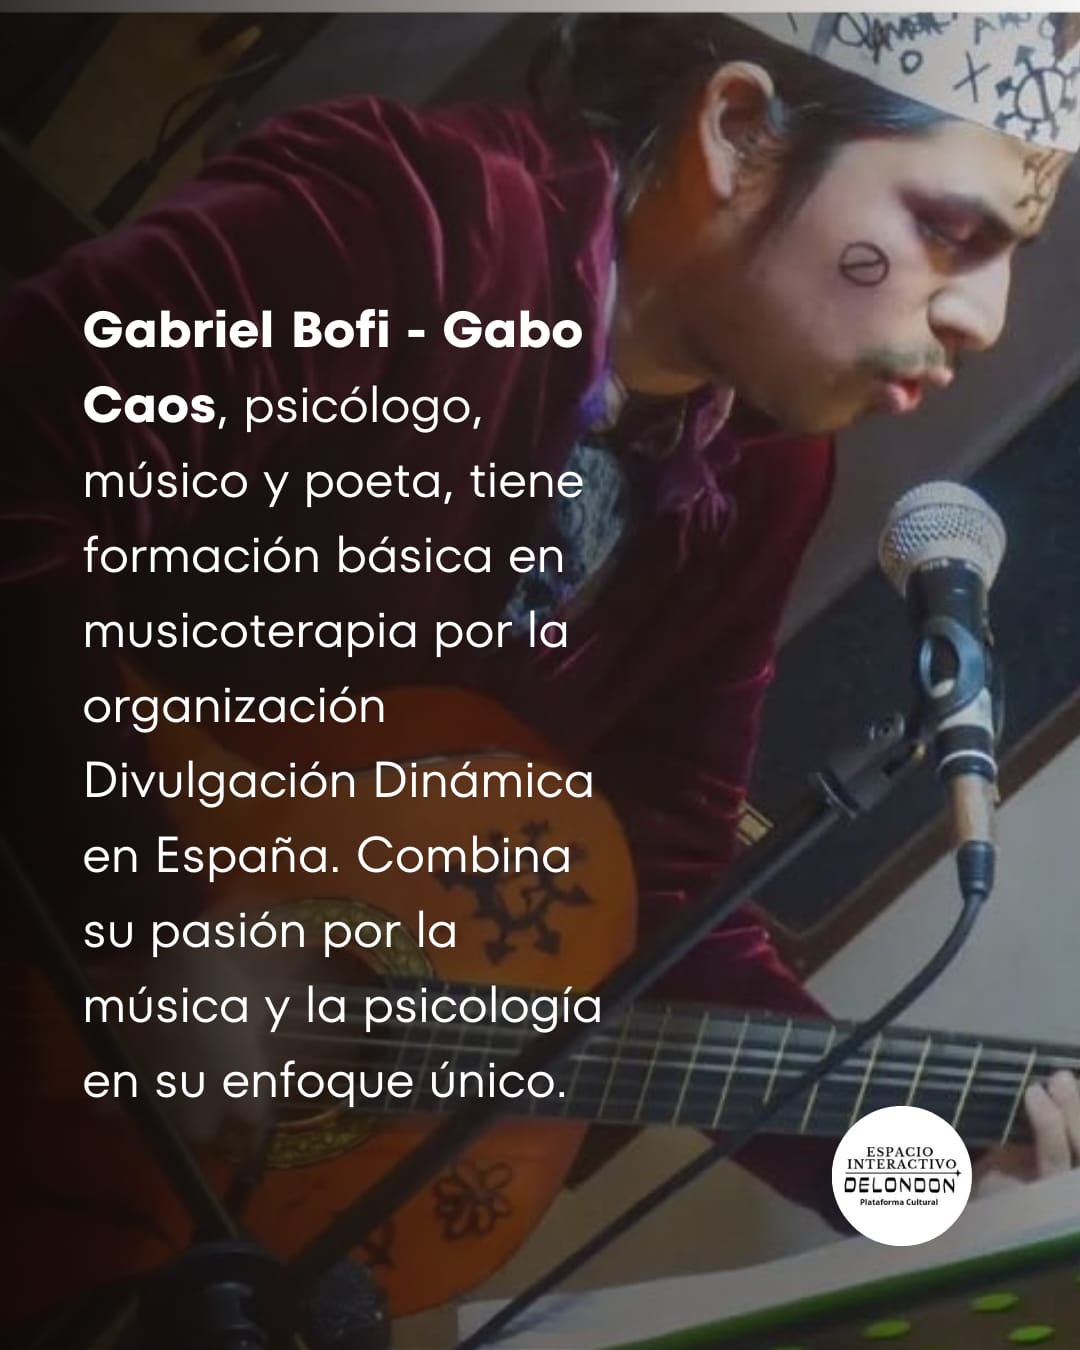 Gabriel Bofi - Gabo
Caos, psicólogo,
músico y poeta, tiene
formación básica en
musicoterapia por la
organización
Divulgación Dinámica
en España. Combina
su pasión por la
música y la psicología
en su enfoque único.
ESPACIO
INTERACTIVO
DELONDON
Plataforma Cultural